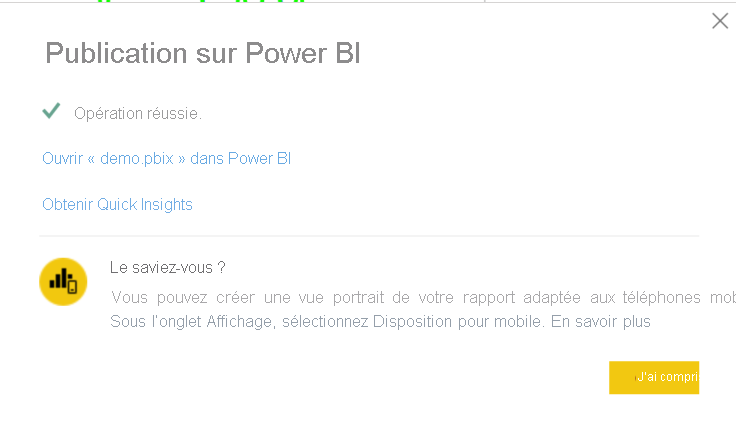 Publication sur Power BI
Opération réussie.
Ouvrir « demo.pbix » dans Power BI
Obtenir Quick Insights
Le saviez-vous ?
Vous pouvez créer une vue portrait de votre rapport adaptée aux téléphones mob
Sous l'onglet Affichage, sélectionnez Disposition pour mobile. En savoir plus
J'ai compri